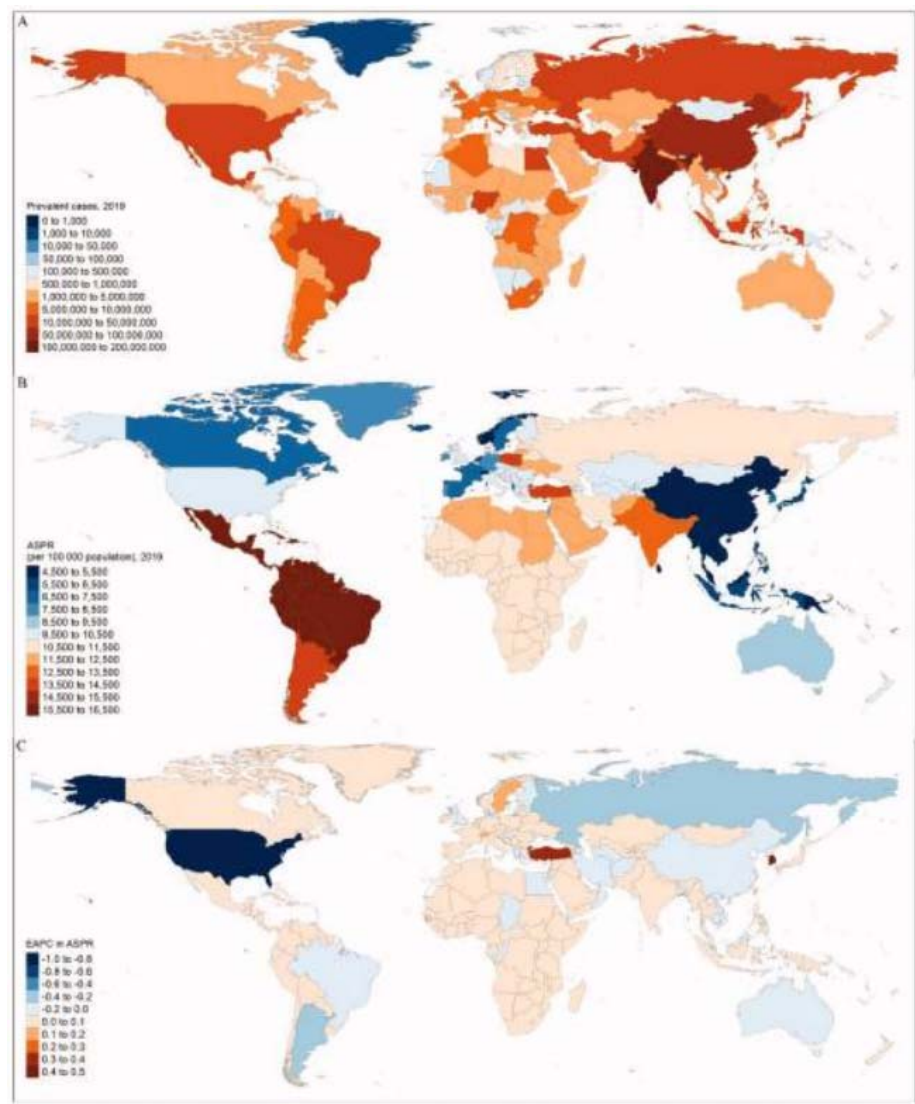 A
Prevalent cases, 2019
0 to 1,000
1,000 to 10,000
10,000 to 50,000
50,000 to 100,000
100,000 to 500,000
500,000 to 1,000,000
1,000,000 to 5,000,000
5,000,000 to 10,000,000
10,000,000 to 50,000,000
50,000,000 to 100,000,000
100,000,000 to 200,000,000
B
ASPR
(per 100 000 population), 2019
4,500 to 5,500
5,500 to 6,500
6,500 to 7,500
7,500 to 8,500
8,500 to 9,500
9,500 to 10,500
10,500 to 11,500
11,500 to 12,500
12,500 to 13,500
13,500 to 14,500
14,500 to 15,500
15,500 to 16,500
C
EAPC in ASPR
-1.0 to -0.8
-0.8 to -0.6
-0.6 to -0.4
-0.4 to -0.2
-0.2 to 0.0
0.0 to 0.1
0.1 to 0.2
0.2 to 0.3
0.3 to 0.4
0.4 to 0.5